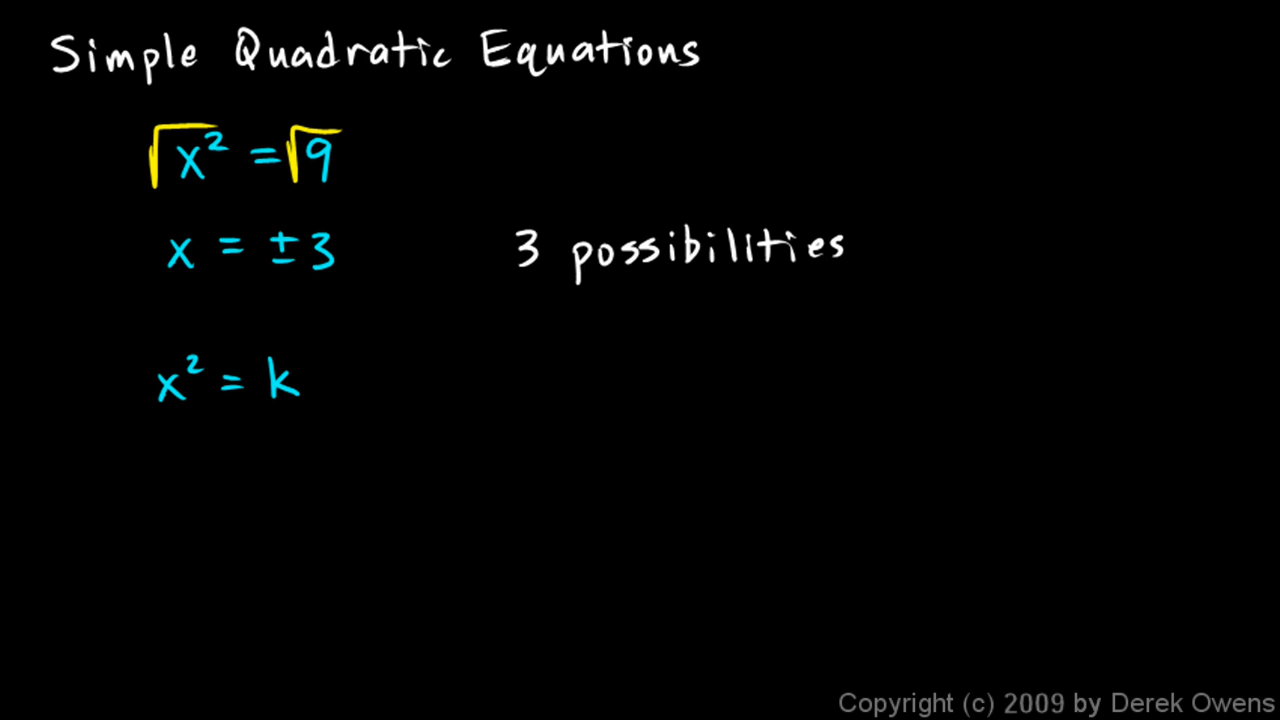 Simple Quadratic Equations
√x² = √9
x = ±3
3 possibilities
x² = k
Copyright (c) 2009 by Derek Owens